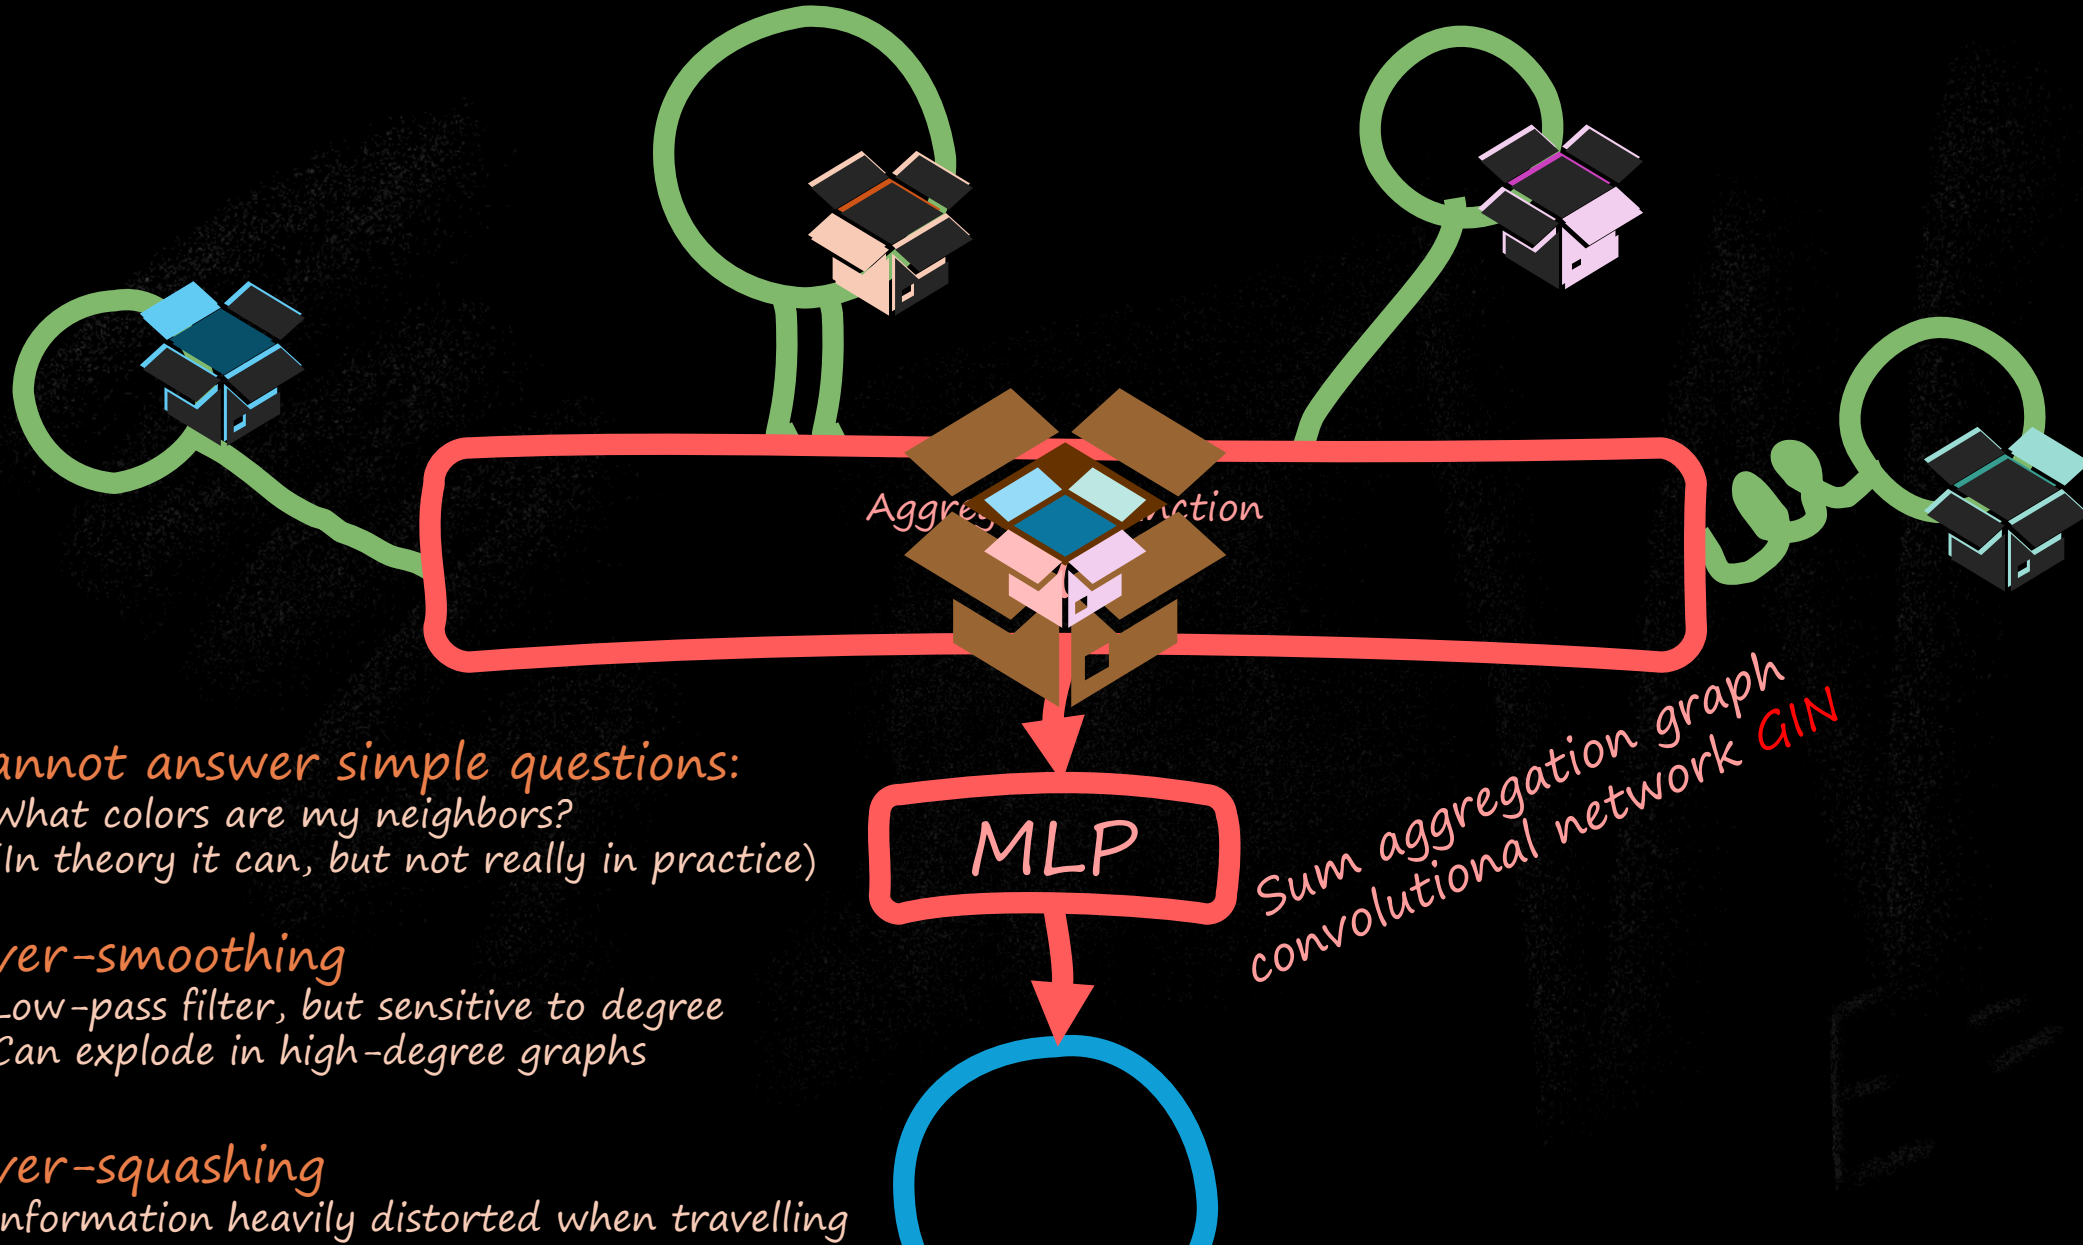 Aggre nction
annot answer simple questions:
What colors are my neighbors?
(In theory it can, but not really in practice)
ver-smoothing
Low-pass filter, but sensitive to degree
Can explode in high-degree graphs
ver-squashing
nformation heavily distorted when travelling
MLP
Sum aggregation graph
convolutional network GIN